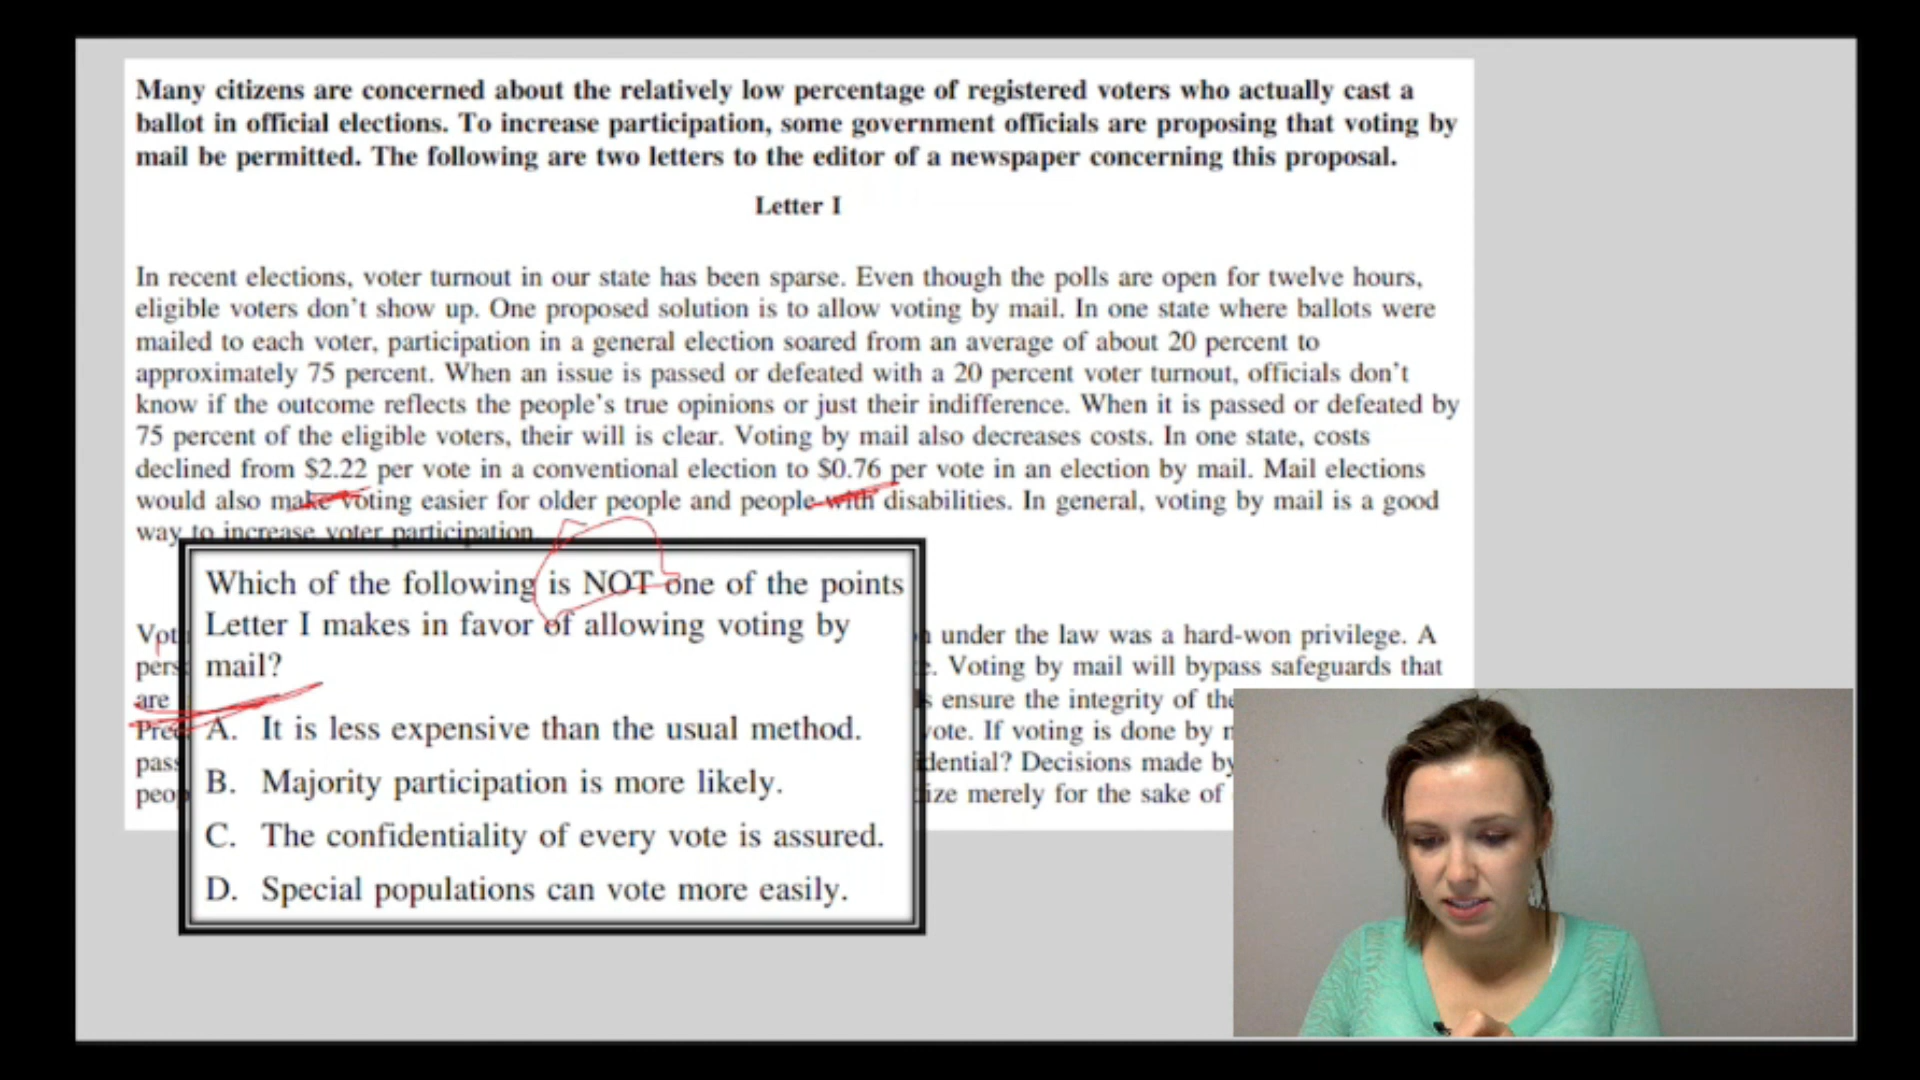 Many citizens are concerned about the relatively low percentage of registered voters who actually cast a
ballot in official elections. To increase participation, some government officials are proposing that voting by
mail be permitted. The following are two letters to the editor of a newspaper concerning this proposal.
Letter I
In recent elections, voter turnout in our state has been sparse. Even though the polls are open for twelve hours,
eligible voters don't show up. One proposed solution is to allow voting by mail. In one state where ballots were
mailed to each voter, participation in a general election soared from an average of about 20 percent to
approximately 75 percent. When an issue is passed or defeated with a 20 percent voter turnout, officials don't
know if the outcome reflects the people's true opinions or just their indifference. When it is passed or defeated by
75 percent of the eligible voters, their will is clear. Voting by mail also decreases costs. In one state, costs
declined from $2.22 per vote in a conventional election to $0.76 per vote in an election by mail. Mail elections
would also make voting easier for older people and people with disabilities. In general, voting by mail is a good
way to increase voter participation.
Which of the following is NOT one of the points
Letter I makes in favor of allowing voting by
mail?
A. It is less expensive than the usual method.
B. Majority participation is more likely.
C. The confidentiality of every vote is assured.
D. Special populations can vote more easily.
under the law was a hard-won privilege. A
Voting by mail will bypass safeguards that
are ensure the integrity of the
vote. If voting is done by
Decisions made by
merely for the sake of